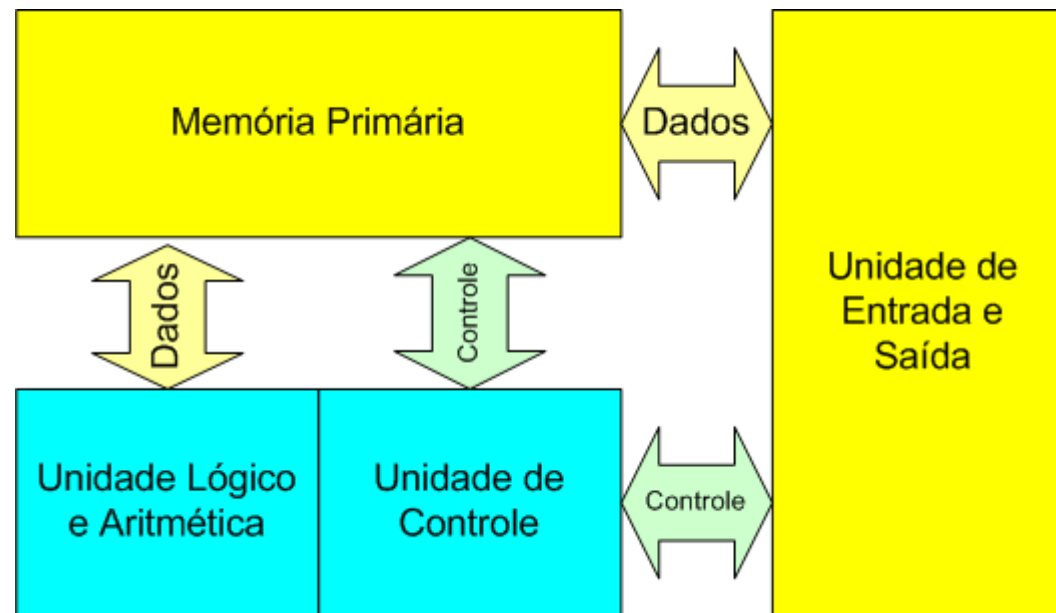 Memória Primária
Dados
Unidade de
Entrada e
Saída
Dados
Controle
Unidade Lógico
e Aritmética
Unidade de
Controle
Controle